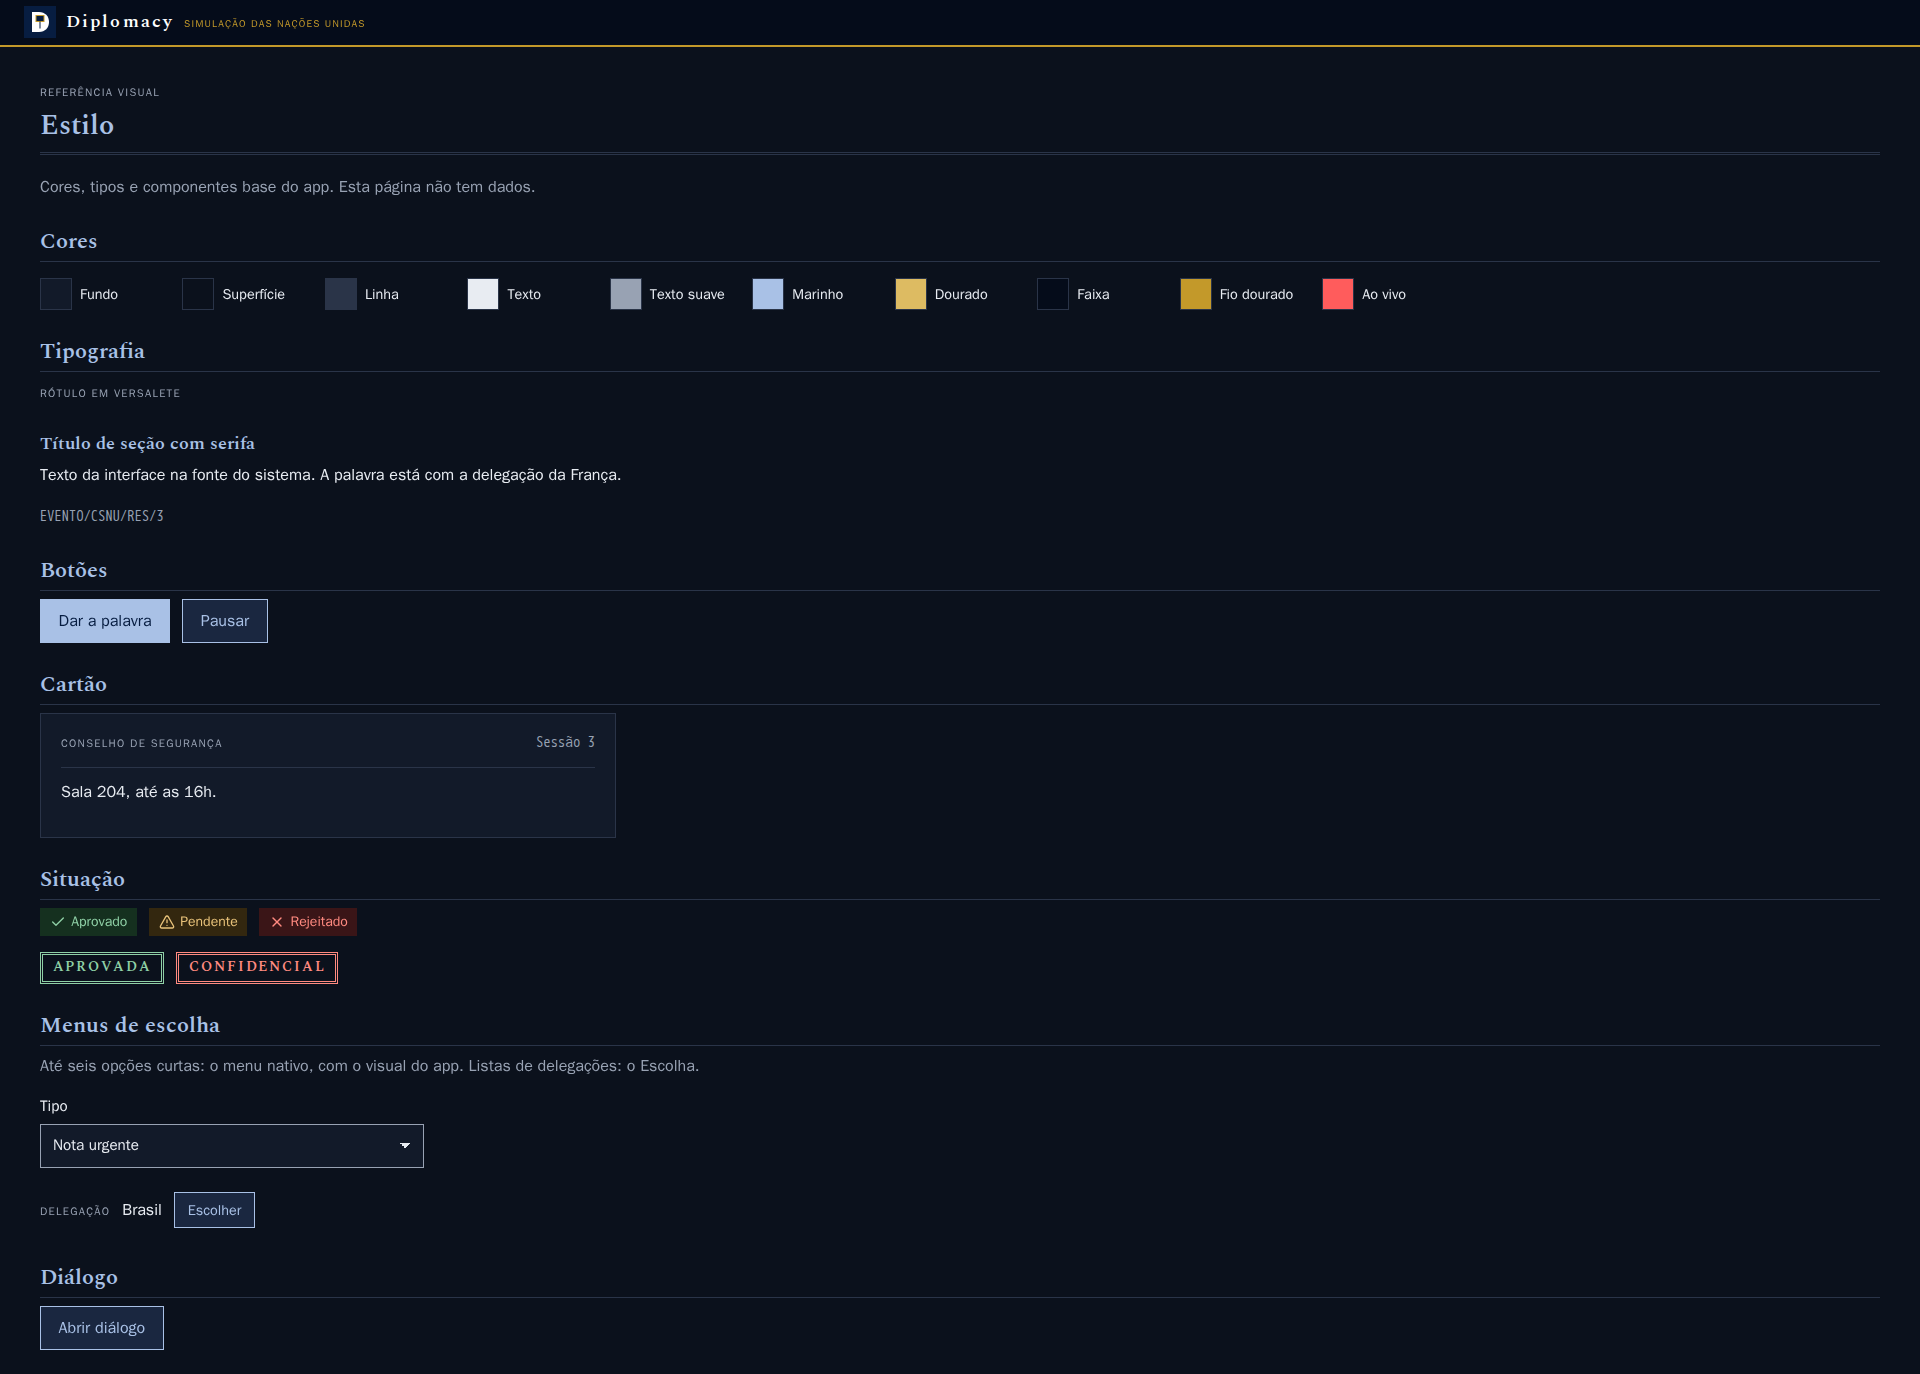 Diplomacy SIMULAÇÃO DAS NAÇÕES UNIDAS
REFERÊNCIA VISUAL
Estilo
Cores, tipos e componentes base do app. Esta página não tem dados.
Cores
Fundo Superfície Linha Texto Texto suave Marinho Dourado Faixa Fio dourado Ao vivo
Tipografia
RÓTULO EM VERSALETE
Título de seção com serifa
Texto da interface na fonte do sistema. A palavra está com a delegação da França.
EVENTO/CSNU/RES/3
Botões
Dar a palavra Pausar
Cartão
CONSELHO DE SEGURANÇA Sessão 3
Sala 204, até as 16h.
Situação
Aprovado Pendente Rejeitado
APROVADA CONFIDENCIAL
Menus de escolha
Até seis opções curtas: o menu nativo, com o visual do app. Listas de delegações: o Escolha.
Tipo
Nota urgente
DELEGAÇÃO Brasil Escolher
Diálogo
Abrir diálogo